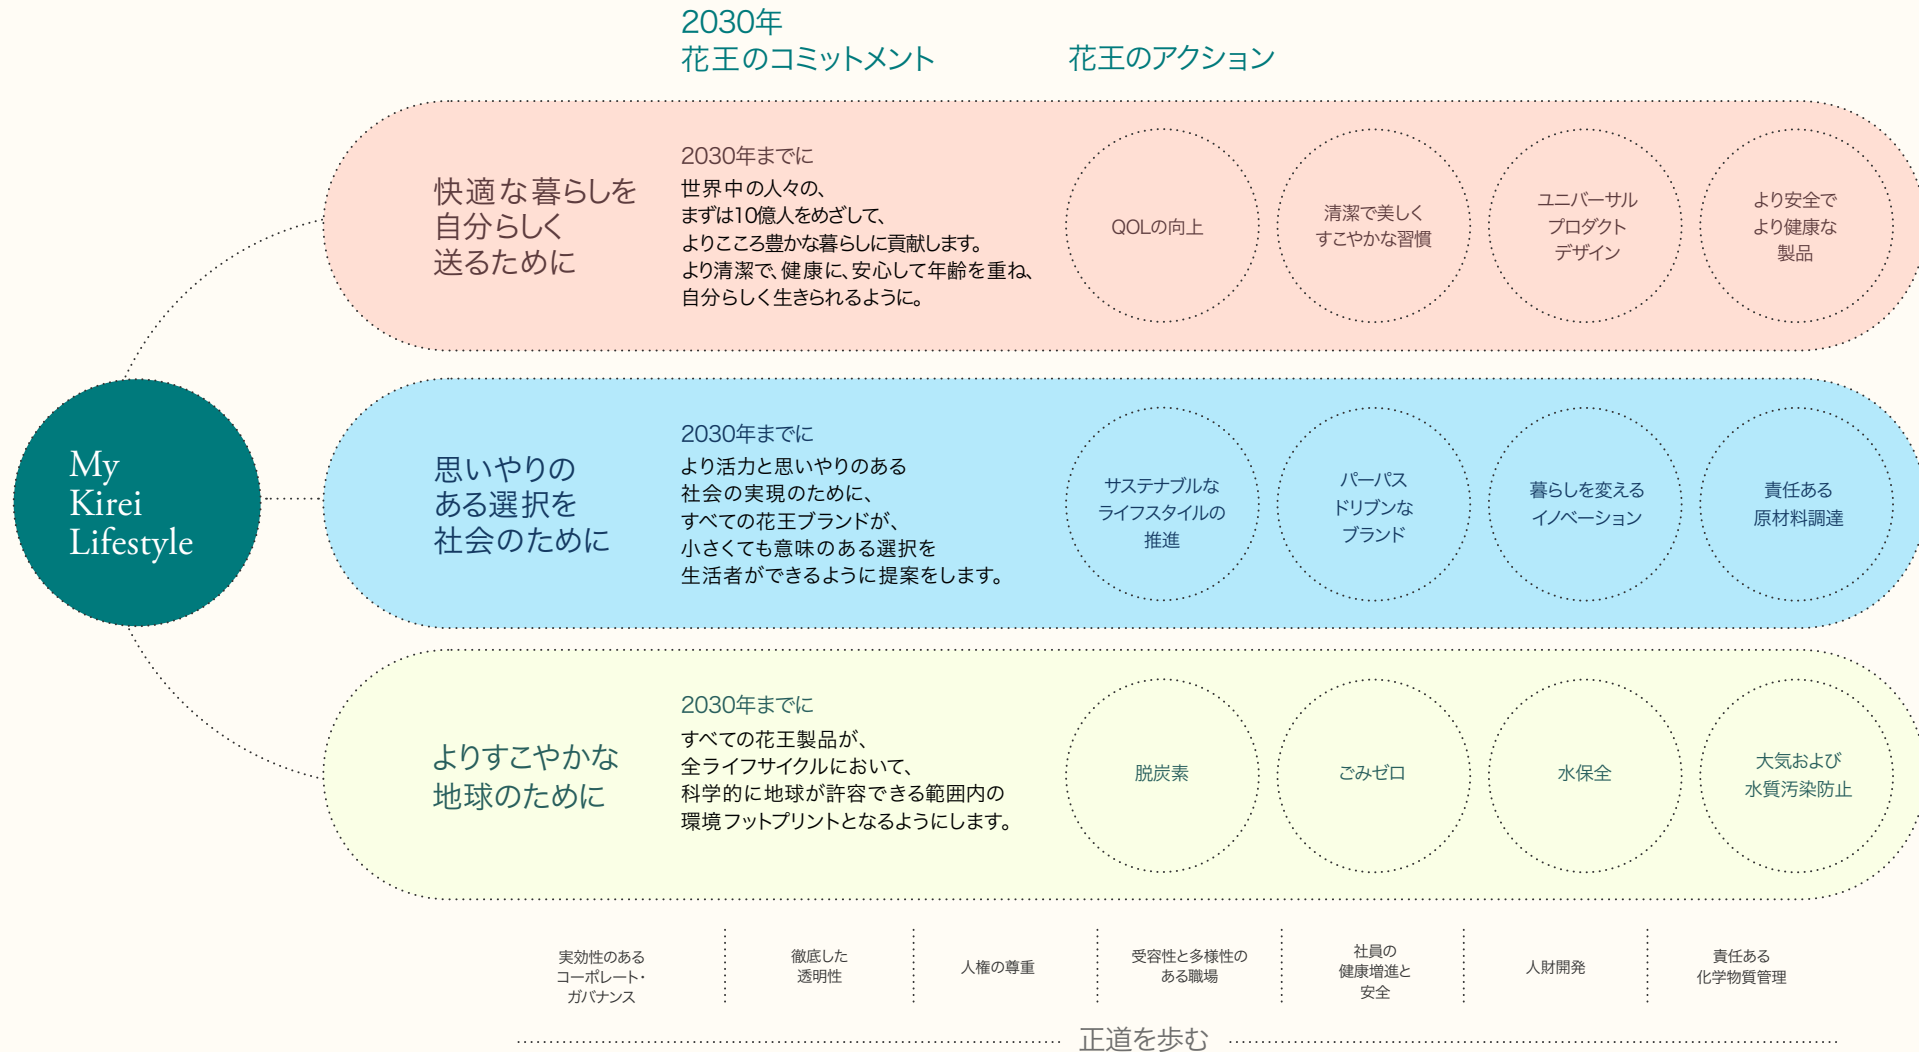 2030年
花王のコミットメント
花王のアクション
My
Kirei
Lifestyle
快適な暮らしを
自分らしく
送るために
2030年までに
世界中の人々の、
まずは10億人をめざして、
よりこころ豊かな暮らしに貢献します。
より清潔で、健康に、安心して年齢を重ね、
自分らしく生きられるように。
QOLの向上
清潔で美しく
すこやかな習慣
ユニバーサル
プロダクト
デザイン
より安全で
より健康な
製品
思いやりの
ある選択を
社会のために
2030年までに
より活力と思いやりのある
社会の実現のために、
すべての花王ブランドが、
小さくても意味のある選択を
生活者ができるように提案をします。
サステナブルな
ライフスタイルの
推進
パーパス
ドリブンな
ブランド
暮らしを変える
イノベーション
責任ある
原材料調達
よりすこやかな
地球のために
2030年までに
すべての花王製品が、
全ライフサイクルにおいて、
科学的に地球が許容できる範囲内の
環境フットプリントとなるようにします。
脱炭素
ごみゼロ
水保全
大気および
水質汚染防止
実効性のある
コーポレート・
ガバナンス
徹底した
透明性
人権の尊重
受容性と多様性の
ある職場
社員の
健康増進と
安全
人財開発
責任ある
化学物質管理
正道を歩む